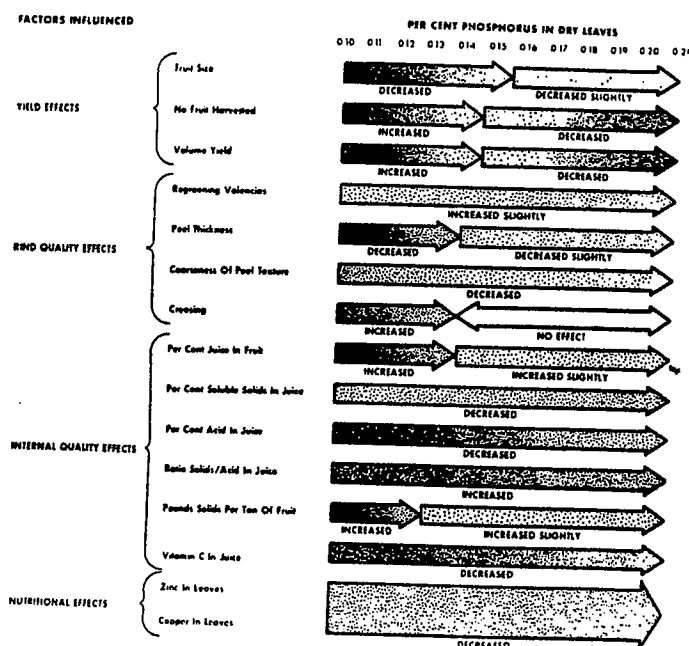 FACTORS INFLUENCED
PER CENT PHOSPHORUS IN DRY LEAVES
0.10 0.11 0.12 0.13 0.14 0.15 0.16 0.17 0.18 0.19 0.20 0.21
YIELD EFFECTS
Fruit Size
DECREASED DECREASED SLIGHTLY
No Fruit Harvested
INCREASED DECREASED
Volume Yield
INCREASED DECREASED
RIND QUALITY EFFECTS
Regreening Valencias
INCREASED SLIGHTLY
Peel Thickness
DECREASED DECREASED SLIGHTLY
Coarseness Of Peel Texture
DECREASED
Creasing
INCREASED NO EFFECT
INTERNAL QUALITY EFFECTS
Per Cent Juice In Fruit
INCREASED INCREASED SLIGHTLY
Per Cent Soluble Solids In Juice
DECREASED
Per Cent Acid In Juice
DECREASED
Ratio Solids/Acid In Juice
INCREASED
Pounds Solids Per Ton Of Fruit
INCREASED INCREASED SLIGHTLY
Vitamin C In Juice
DECREASED
NUTRITIONAL EFFECTS
Zinc In Leaves
Copper In Leaves
DECREASED